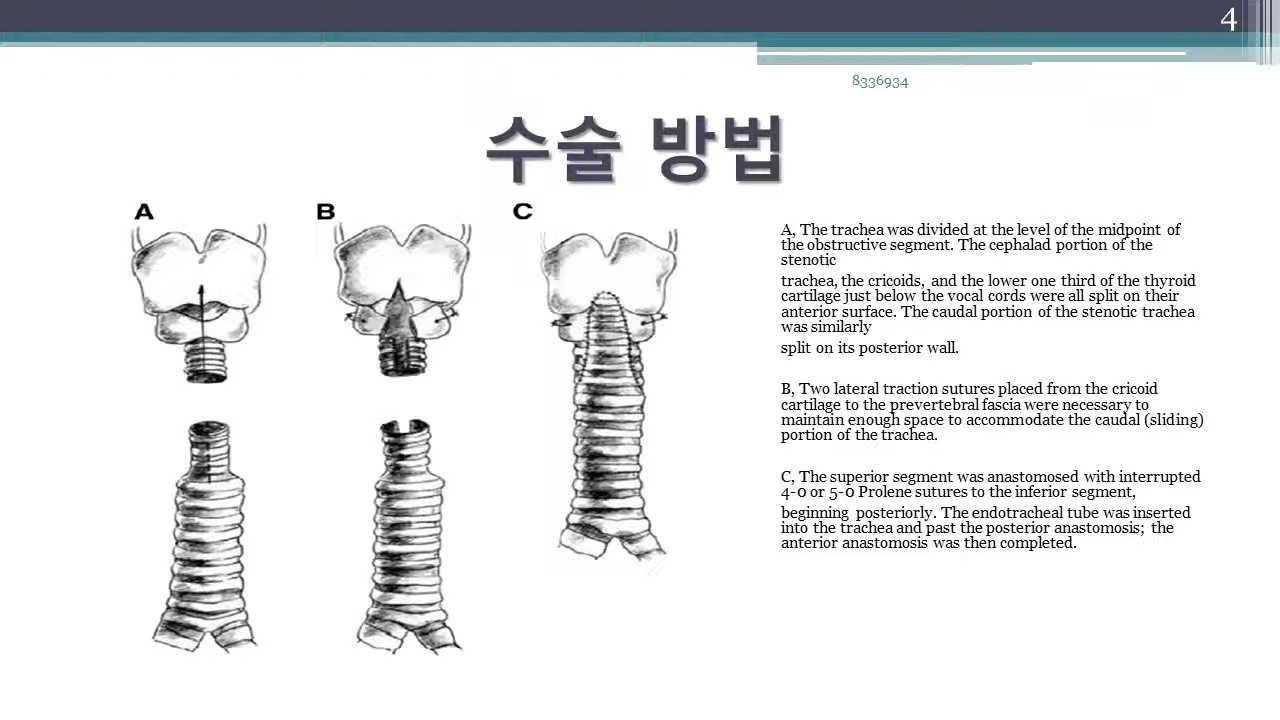 4
8336934
수술 방법
A
B
C
A, The trachea was divided at the level of the midpoint of
the obstructive segment. The cephalad portion of the
stenotic
trachea, the cricoids, and the lower one third of the thyroid
cartilage just below the vocal cords were all split on their
anterior surface. The caudal portion of the stenotic trachea
was similarly
split on its posterior wall.
B, Two lateral traction sutures placed from the cricoid
cartilage to the prevertebral fascia were necessary to
maintain enough space to accommodate the caudal (sliding)
portion of the trachea.
C, The superior segment was anastomosed with interrupted
4-0 or 5-0 Prolene sutures to the inferior segment,
beginning posteriorly. The endotracheal tube was inserted
into the trachea and past the posterior anastomosis; the
anterior anastomosis was then completed.